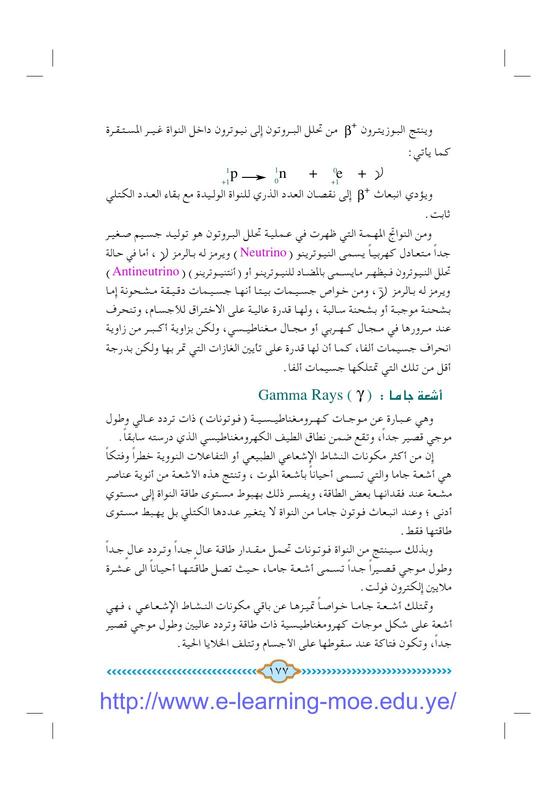 وينتج البوزيترون β⁺ من تحلل البروتون إلى نيوترون داخل النواة غير المستقرة
كما يأتي :
¹₊₁p ⟶ ¹₀n + ⁰₊₁e + ν
ويؤدي انبعاث β⁺ إلى نقصان العدد الذري للنواة الوليدة مع بقاء العدد الكتلي
ثابت .
ومن النواتج المهمة التي ظهرت في عملية تحلل البروتون هو توليد جسيم صغير
جداً متعادل كهربياً يسمى النيوترينو ( Neutrino ) ويرمز له بالرمز ( ν ، أما في حالة
تحلل النيوترون فيظهر مايسمى بالمضاد للنيوترينو أو ( أنتنيوترينو ) ( Antineutrino )
ويرمز له بالرمز ( ν̄ ، ومن خواص جسيمات بيتا أنها جسيمات دقيقة مشحونة إما
بشحنة موجبة أو بشحنة سالبة ، ولها قدرة عالية على الاختراق للأجسام، وتنحرف
عند مرورها في مجال كهربي أو مجال مغناطيسي، ولكن بزاوية أكبر من زاوية
انحراف جسيمات ألفا، كما أن لها قدرة على تأيين الغازات التي تمر بها ولكن بدرجة
أقل من تلك التي تمتلكها جسيمات ألفا .
أشعة جاما : ( γ ) Gamma Rays
وهي عبارة عن موجات كهرومغناطيسية ( فوتونات ) ذات تردد عالي وطول
موجي قصير جداً، وتقع ضمن نطاق الطيف الكهرومغناطيسي الذي درسته سابقاً .
إن من أكثر مكونات النشاط الإشعاعي الطبيعي أو التفاعلات النووية خطراً وفتكاً
هي أشعة جاما والتي تسمى أحياناً بأشعة الموت ، وتنتج هذه الأشعة من أنوية عناصر
مشعة عند فقدانها بعض الطاقة، ويفسر ذلك بهبوط مستوى طاقة النواة إلى مستوي
أدنى ؛ وعند انبعاث فوتون جاما من النواة لا يتغير عددها الكتلي بل يهبط مستوى
طاقتها فقط .
وبذلك سينتج من النواة فوتونات تحمل مقدار طاقة عال جداً وتردد عال جداً
وطول موجي قصيراً جداً تسمى أشعة جاما، حيث تصل طاقتها أحياناً الى عشرة
ملايين إلكترون فولت .
وتمتلك أشعة جاما خواصاً تميزها عن باقي مكونات النشاط الإشعاعي ، فهي
أشعة على شكل موجات كهرومغناطيسية ذات طاقة وتردد عاليين وطول موجي قصير
جداً، وتكون فتاكة عند سقوطها على الأجسام وتتلف الخلايا الحية .
١٧٧
http://www.e-learning-moe.edu.ye/